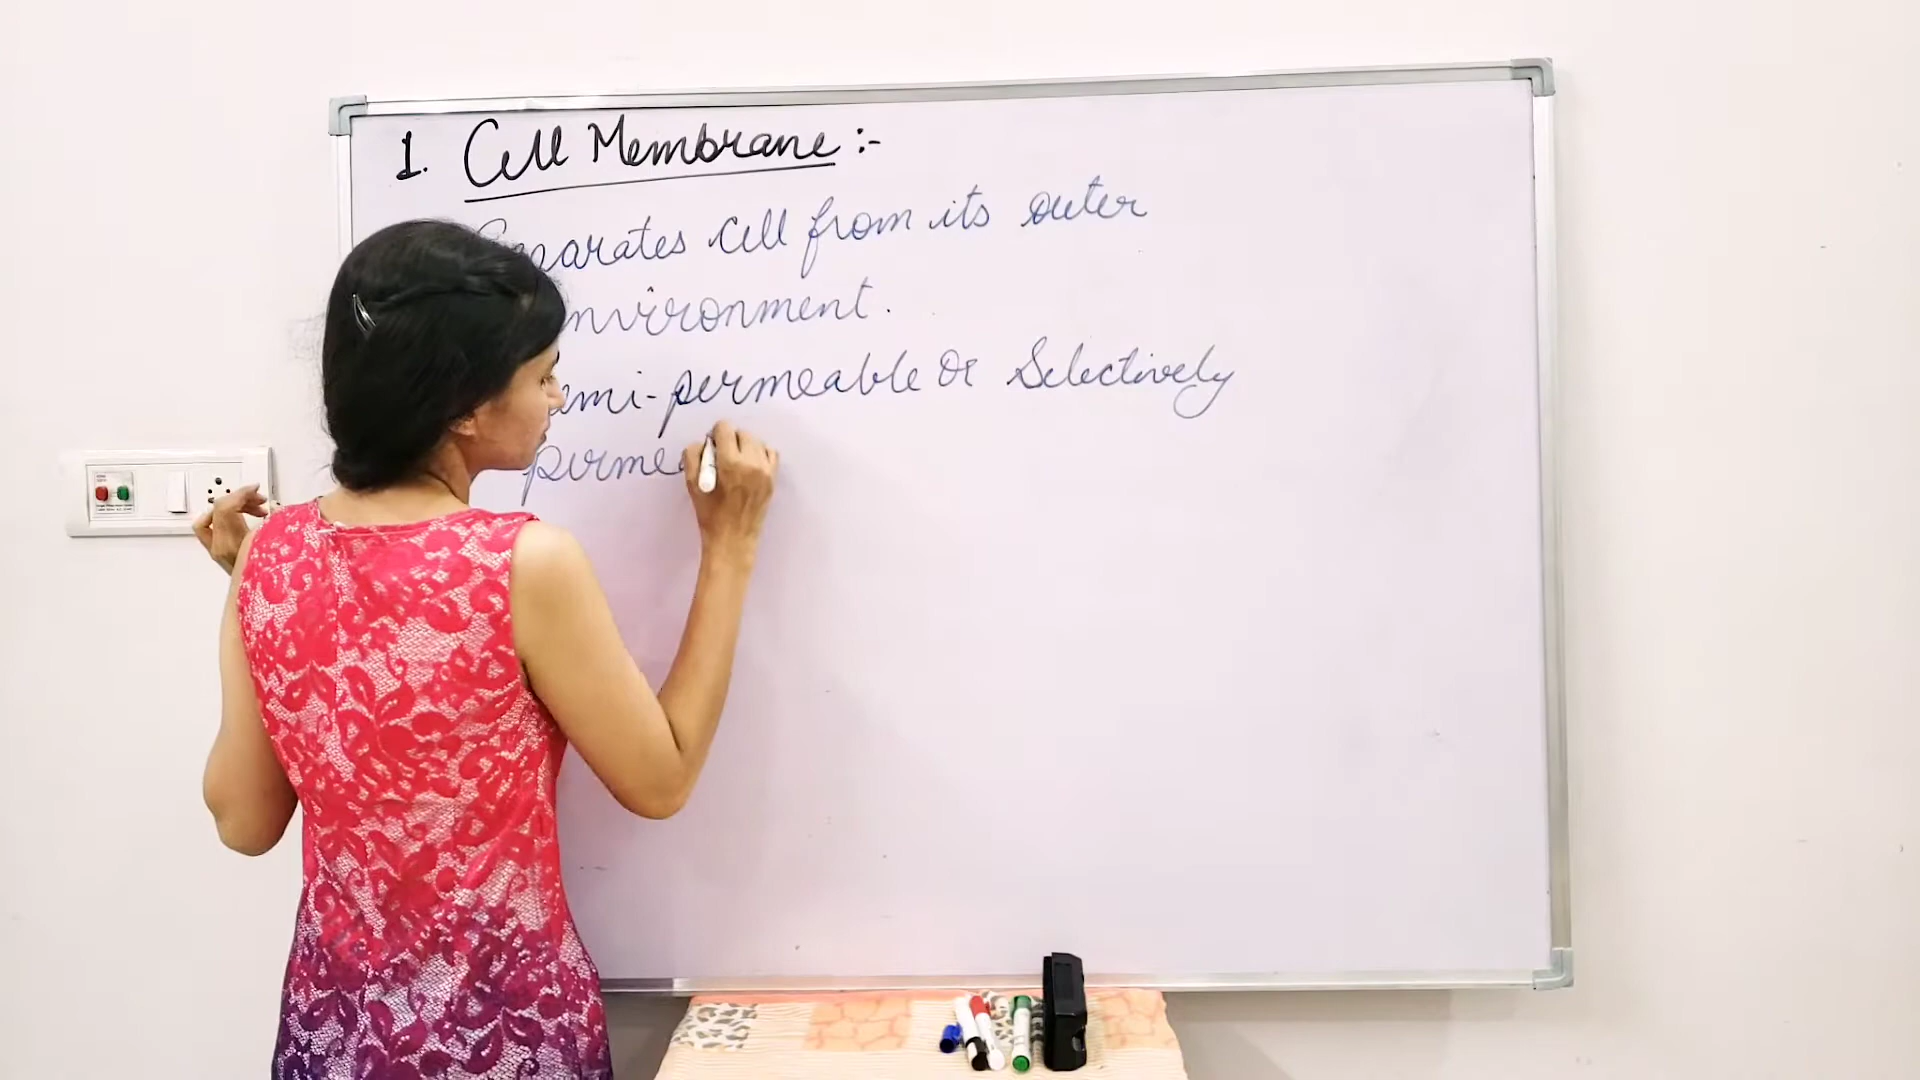 1. Cell Membrane :-
Separates cell from its outer
environment.
Semi-permeable or Selectively
permea